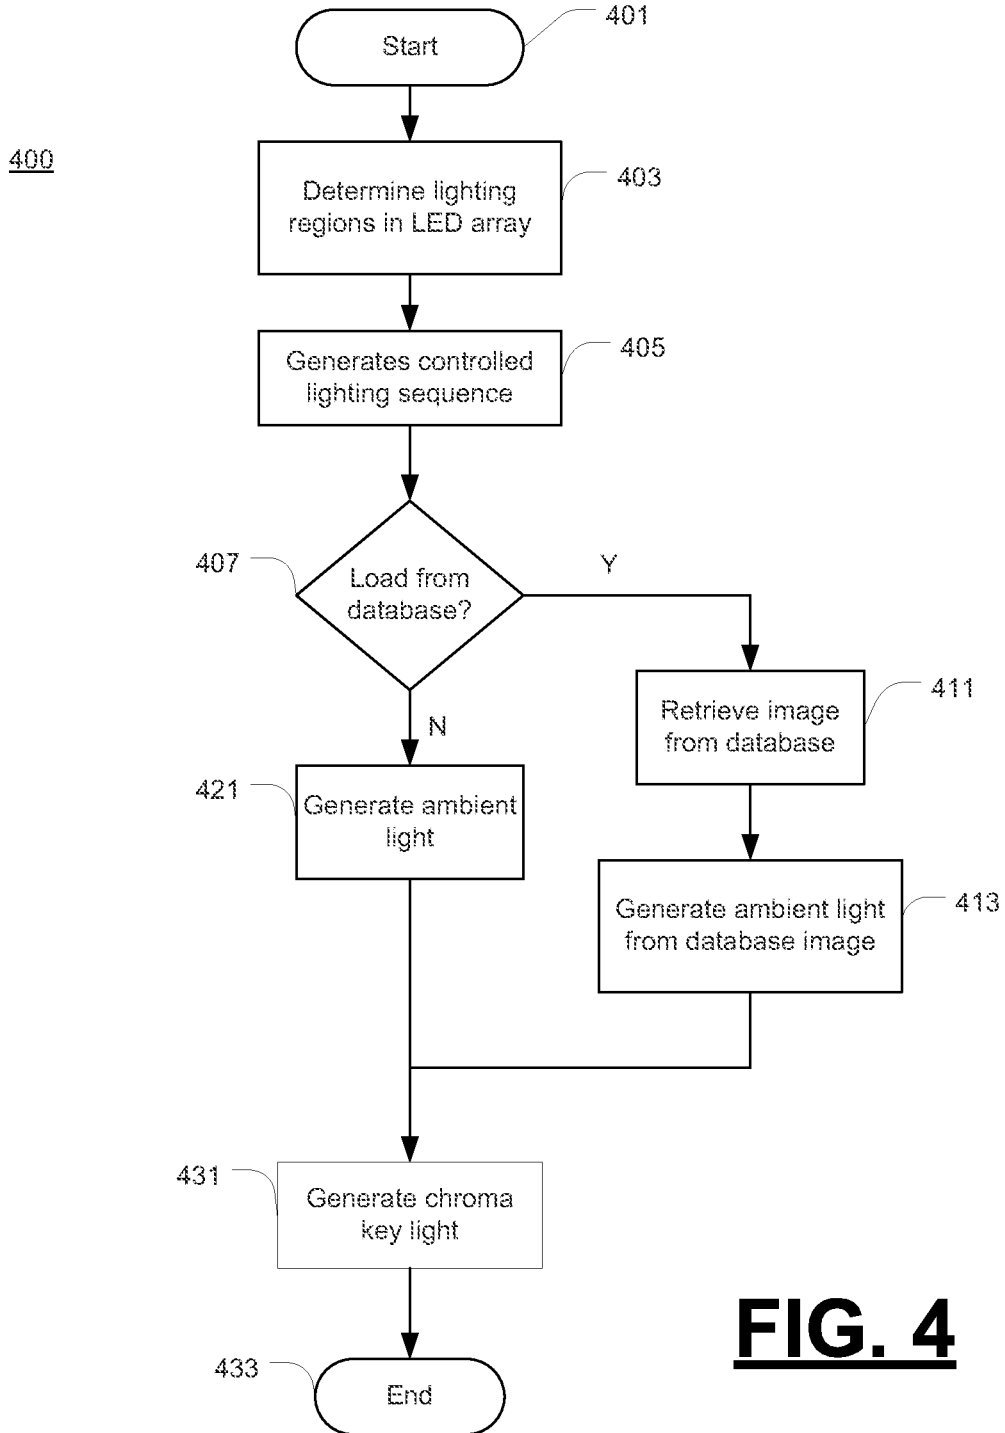 401
Start
400
403
Determine lighting
regions in LED array
405
Generates controlled
lighting sequence
407
Load from
database?
Y
N
411
Retrieve image
from database
421
Generate ambient
light
413
Generate ambient light
from database image
431
Generate chroma
key light
433
End
FIG. 4